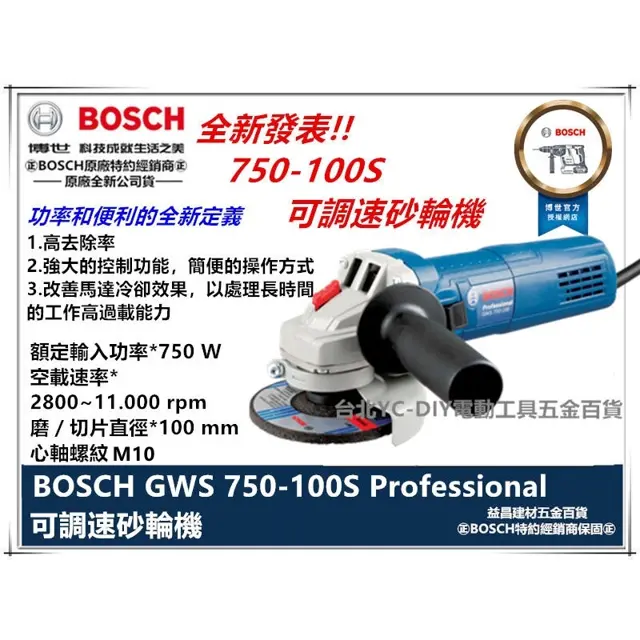 BOSCH
博世 科技成就生活之美
㊣BOSCH原廠特約經銷商㊣
原廠全新公司貨
全新發表!!
750-100S
可調速砂輪機
BOSCH
博世官方
授權網店
功率和便利的全新定義
1.高去除率
2.強大的控制功能，簡便的操作方式
3.改善馬達冷卻效果，以處理長時間
的工作高過載能力
額定輸入功率*750 W
空載速率*
2800~11.000 rpm
磨 / 切片直徑*100 mm
心軸螺紋 M10
BOSCH
Professional
台北YC-DIY電動工具五金百貨
BOSCH GWS 750-100S Professional
可調速砂輪機
益昌建材五金百貨
㊣BOSCH特約經銷商保固㊣